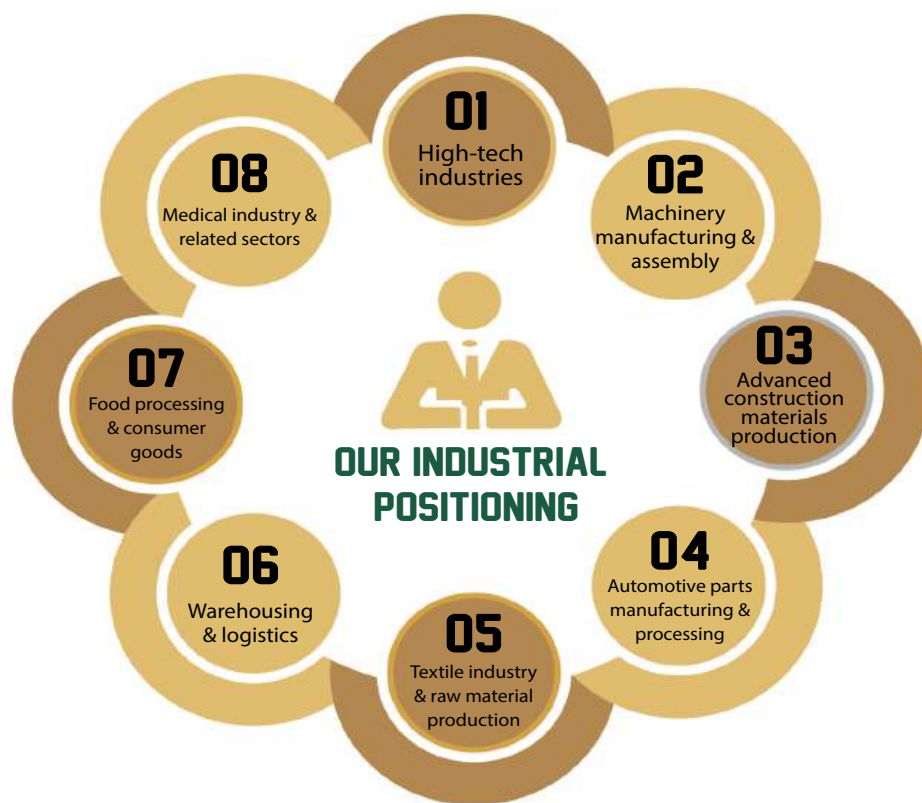 01
High-tech
industries
02
Machinery
manufacturing &
assembly
03
Advanced
construction
materials
production
04
Automotive parts
manufacturing &
processing
05
Textile industry
& raw material
production
06
Warehousing
& logistics
07
Food processing
& consumer
goods
08
Medical industry &
related sectors
OUR INDUSTRIAL
POSITIONING